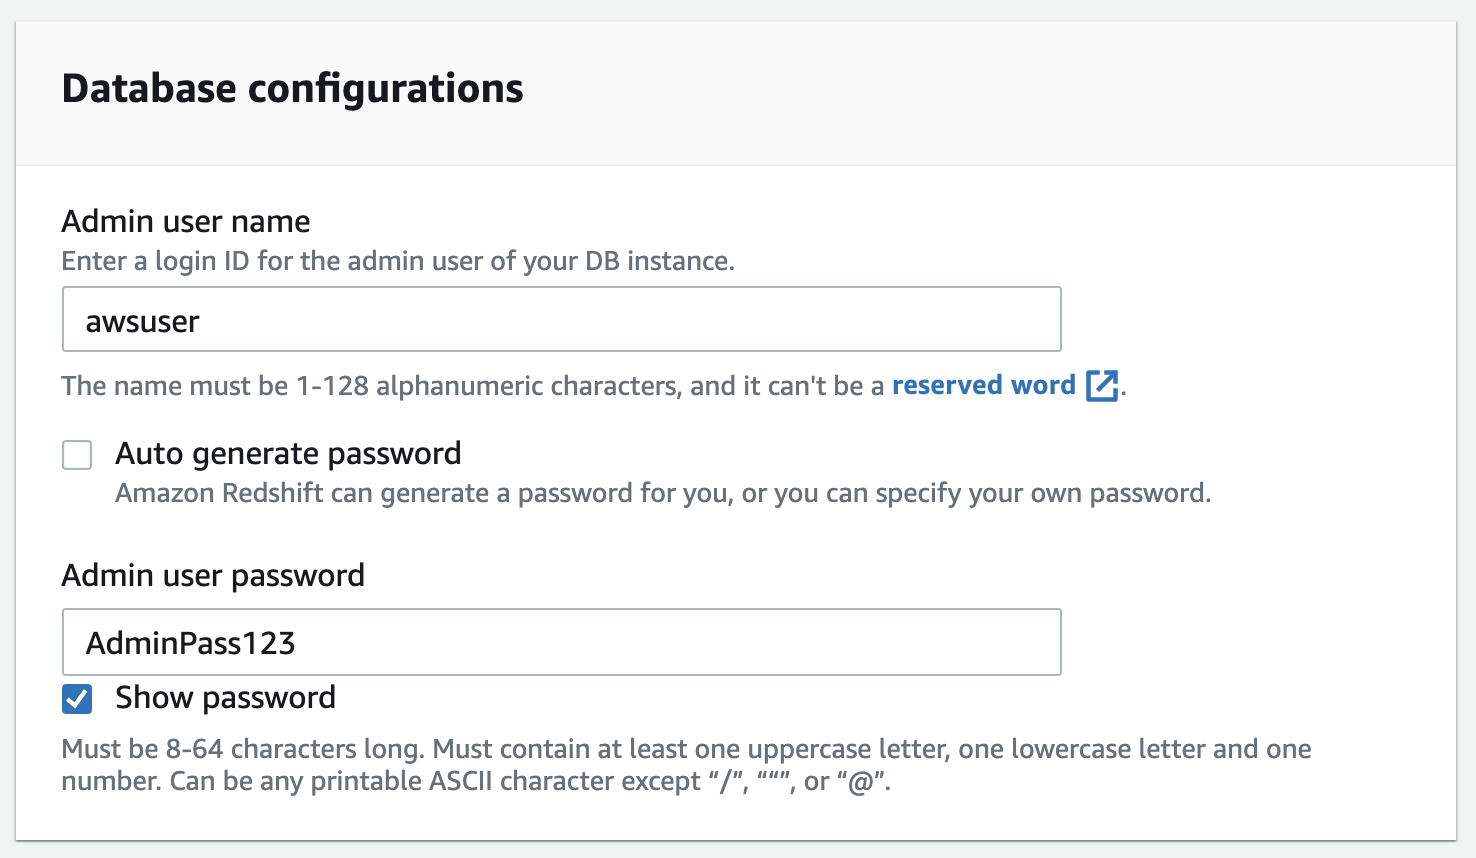 Database configurations
Admin user name
Enter a login ID for the admin user of your DB instance.
awsuser
The name must be 1-128 alphanumeric characters, and it can't be a reserved word.
Auto generate password
Amazon Redshift can generate a password for you, or you can specify your own password.
Admin user password
AdminPass123
Show password
Must be 8-64 characters long. Must contain at least one uppercase letter, one lowercase letter and one
number. Can be any printable ASCII character except “/”, ““”, or “@”.